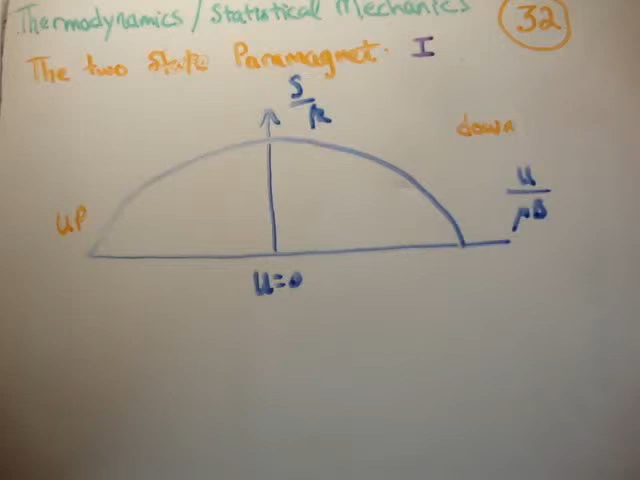 Thermodynamics / Statistical Mechanics
32
The two State Paramagnet I
S/k
down
U/μB
up
U=0